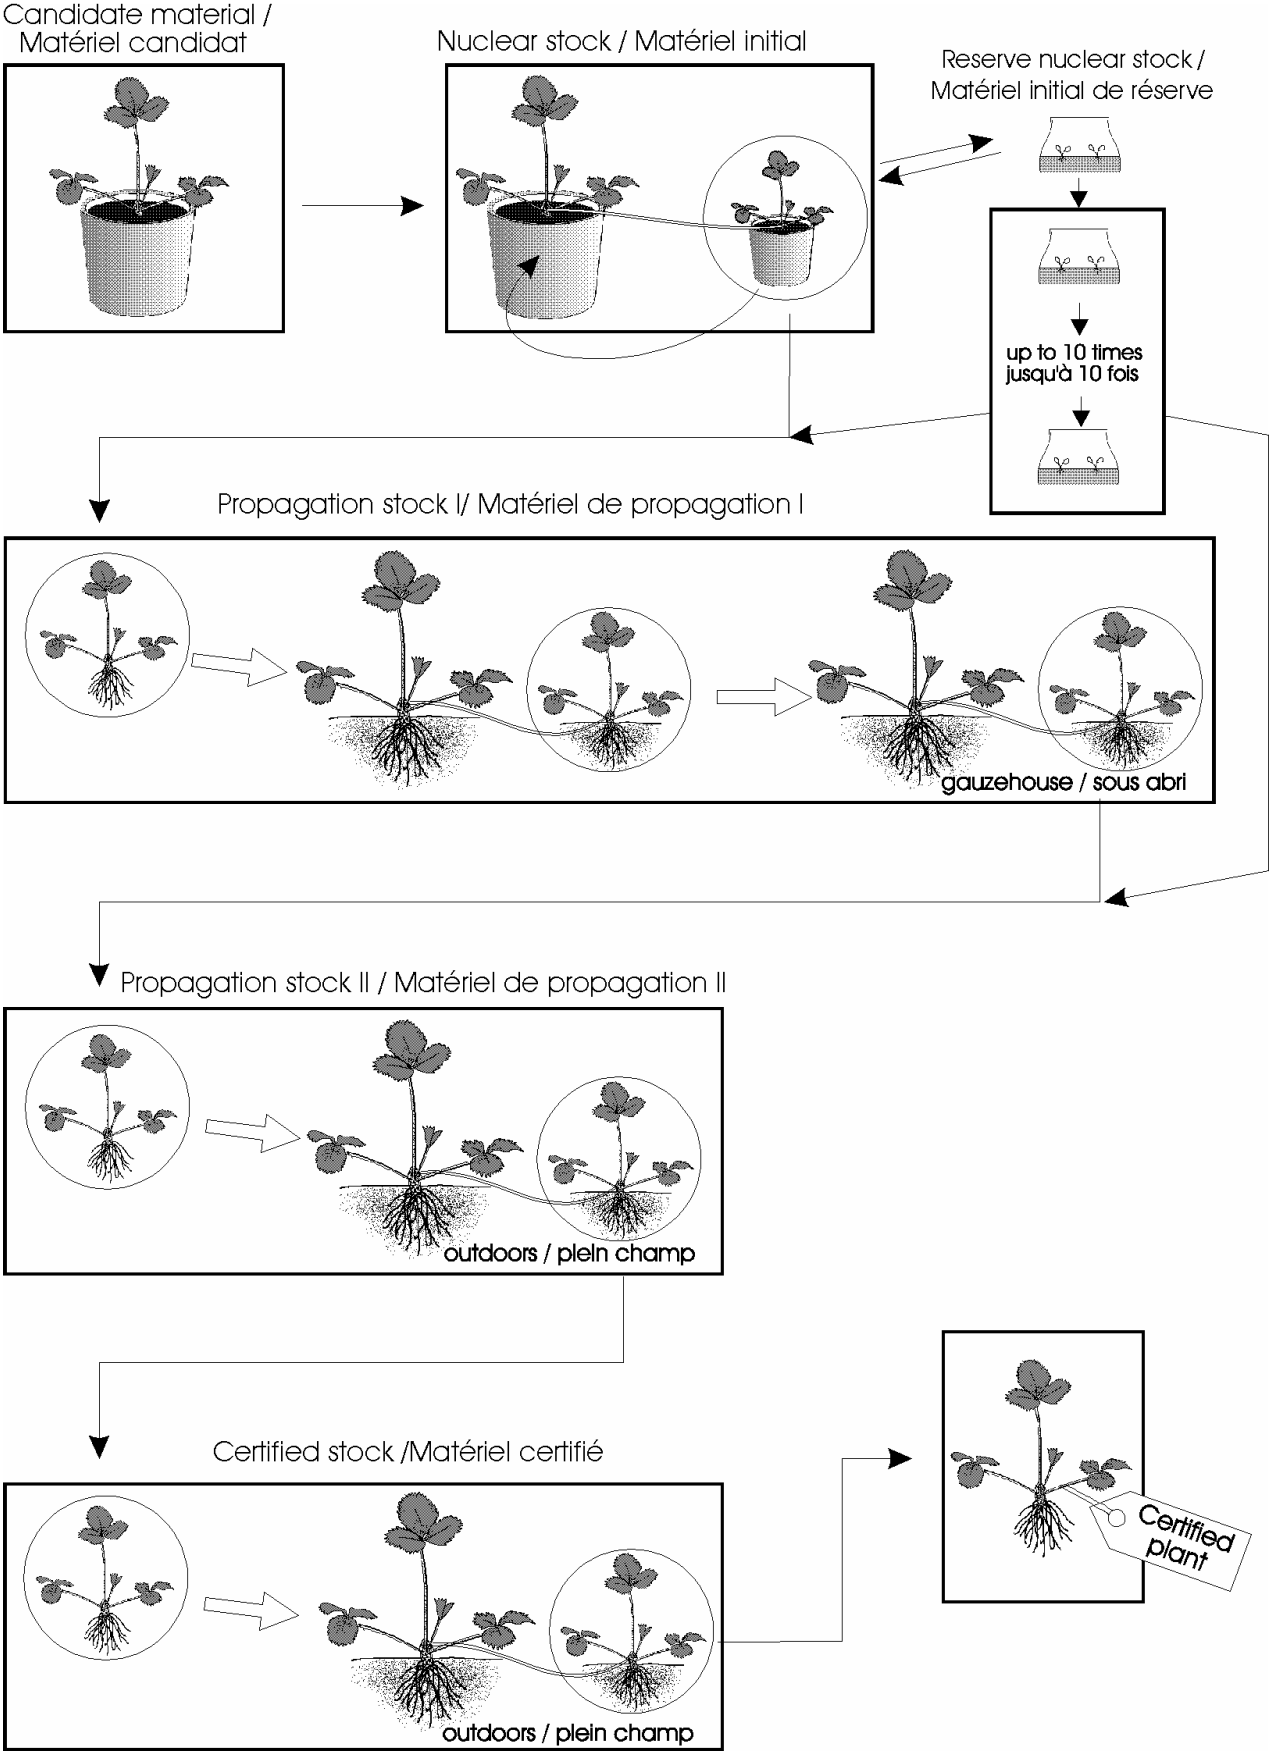 Candidate material /
Matériel candidat
Nuclear stock / Matériel initial
Reserve nuclear stock /
Matériel initial de réserve
up to 10 times
jusqu'à 10 fois
Propagation stock I/ Matériel de propagation I
gauzehouse / sous abri
Propagation stock II / Matériel de propagation II
outdoors / plein champ
Certified stock /Matériel certifié
outdoors / plein champ
Certified
plant